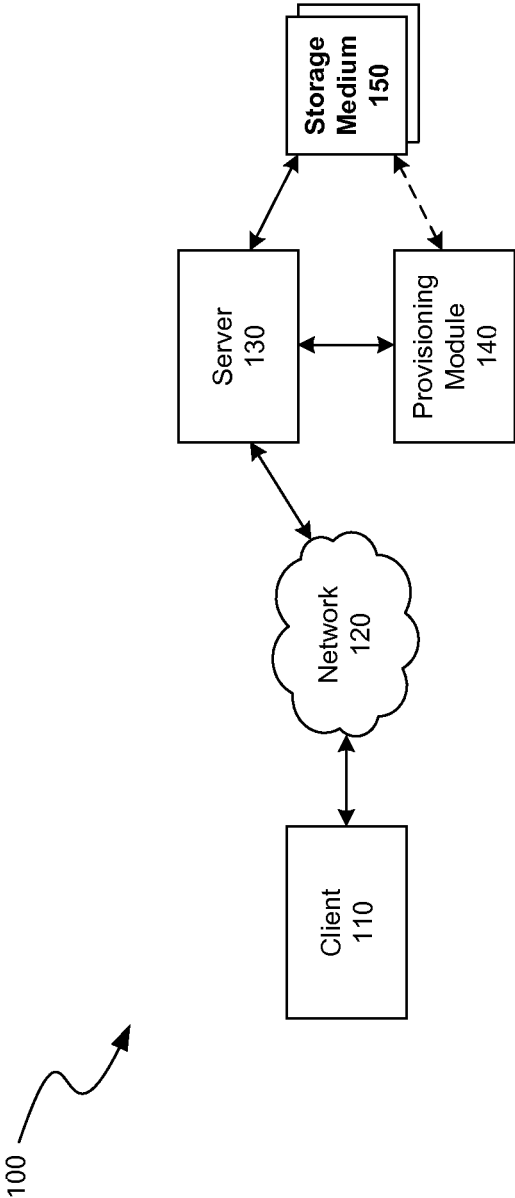 100
Client
110
Network
120
Server
130
Provisioning
Module
140
Storage
Medium
150